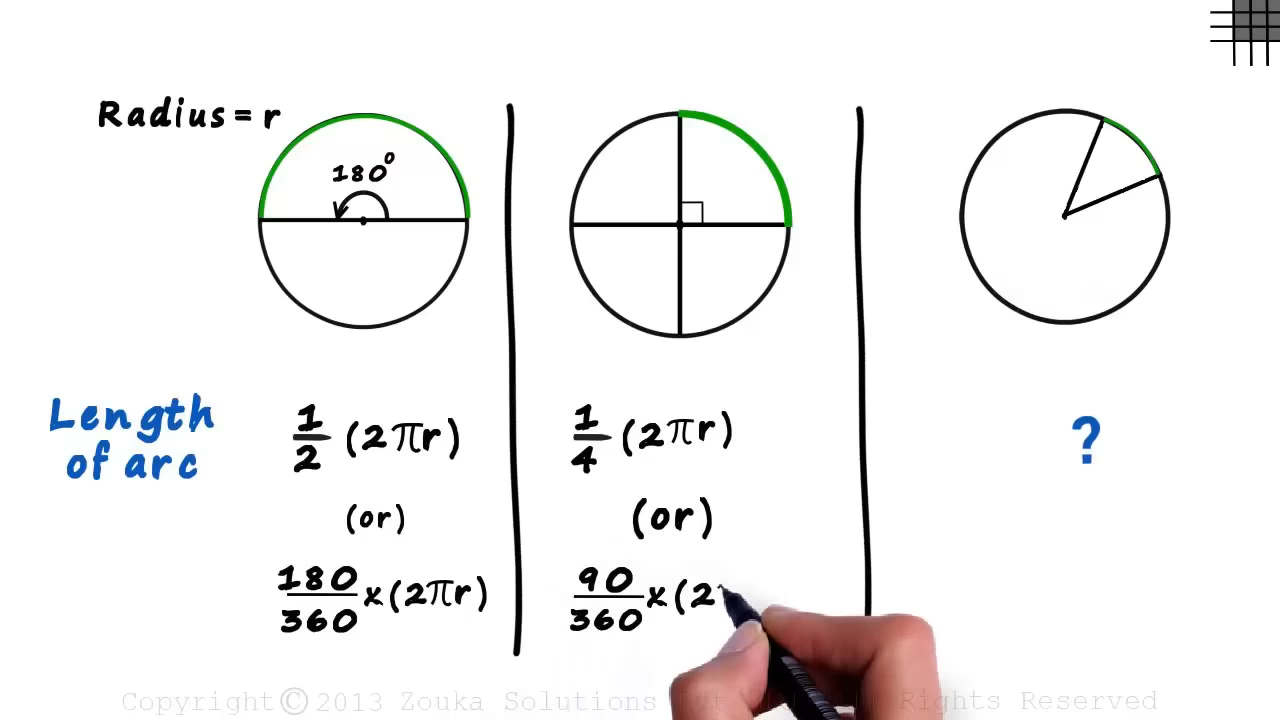 Radius = r
180⁰
Length
of arc
1/2 (2πr)
(or)
180/360 x (2πr)
1/4 (2πr)
(or)
90/360 x (2
?
Copyright © 2013 Zouka Solutions Rights Reserved